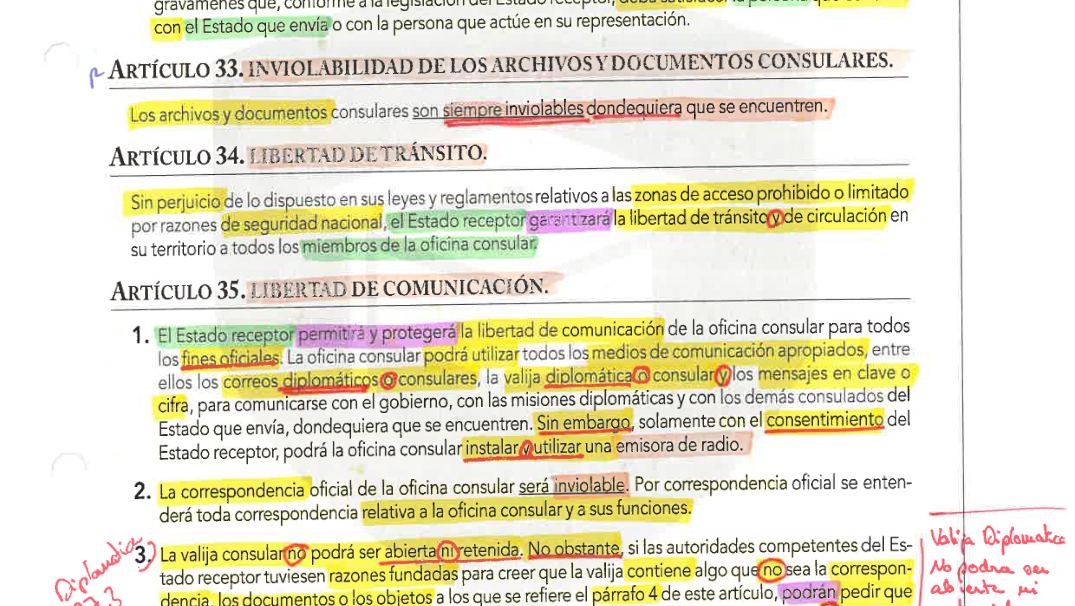 gravámenes que, conforme a la legislación del Estado receptor,
con el Estado que envía o con la persona que actúe en su representación.
ARTÍCULO 33. INVIOLABILIDAD DE LOS ARCHIVOS Y DOCUMENTOS CONSULARES.
Los archivos y documentos consulares son siempre inviolables dondequiera que se encuentren.
ARTÍCULO 34. LIBERTAD DE TRÁNSITO.
Sin perjuicio de lo dispuesto en sus leyes y reglamentos relativos a las zonas de acceso prohibido o limitado
por razones de seguridad nacional, el Estado receptor garantizará la libertad de tránsito y de circulación en
su territorio a todos los miembros de la oficina consular.
ARTÍCULO 35. LIBERTAD DE COMUNICACIÓN.
1. El Estado receptor permitirá y protegerá la libertad de comunicación de la oficina consular para todos
los fines oficiales. La oficina consular podrá utilizar todos los medios de comunicación apropiados, entre
ellos los correos diplomáticos o consulares, la valija diplomática o consular y los mensajes en clave o
cifra, para comunicarse con el gobierno, con las misiones diplomáticas y con los demás consulados del
Estado que envía, dondequiera que se encuentren. Sin embargo, solamente con el consentimiento del
Estado receptor, podrá la oficina consular instalar y utilizar una emisora de radio.
2. La correspondencia oficial de la oficina consular será inviolable. Por correspondencia oficial se enten-
derá toda correspondencia relativa a la oficina consular y a sus funciones.
3. La valija consular no podrá ser abierta ni retenida. No obstante, si las autoridades competentes del Es-
tado receptor tuviesen razones fundadas para creer que la valija contiene algo que no sea la correspon-
dencia, los documentos o los objetos a los que se refiere el párrafo 4 de este artículo, podrán pedir que
Diplomatica
Valija Diplomatica
No podra ser
abierta, ni